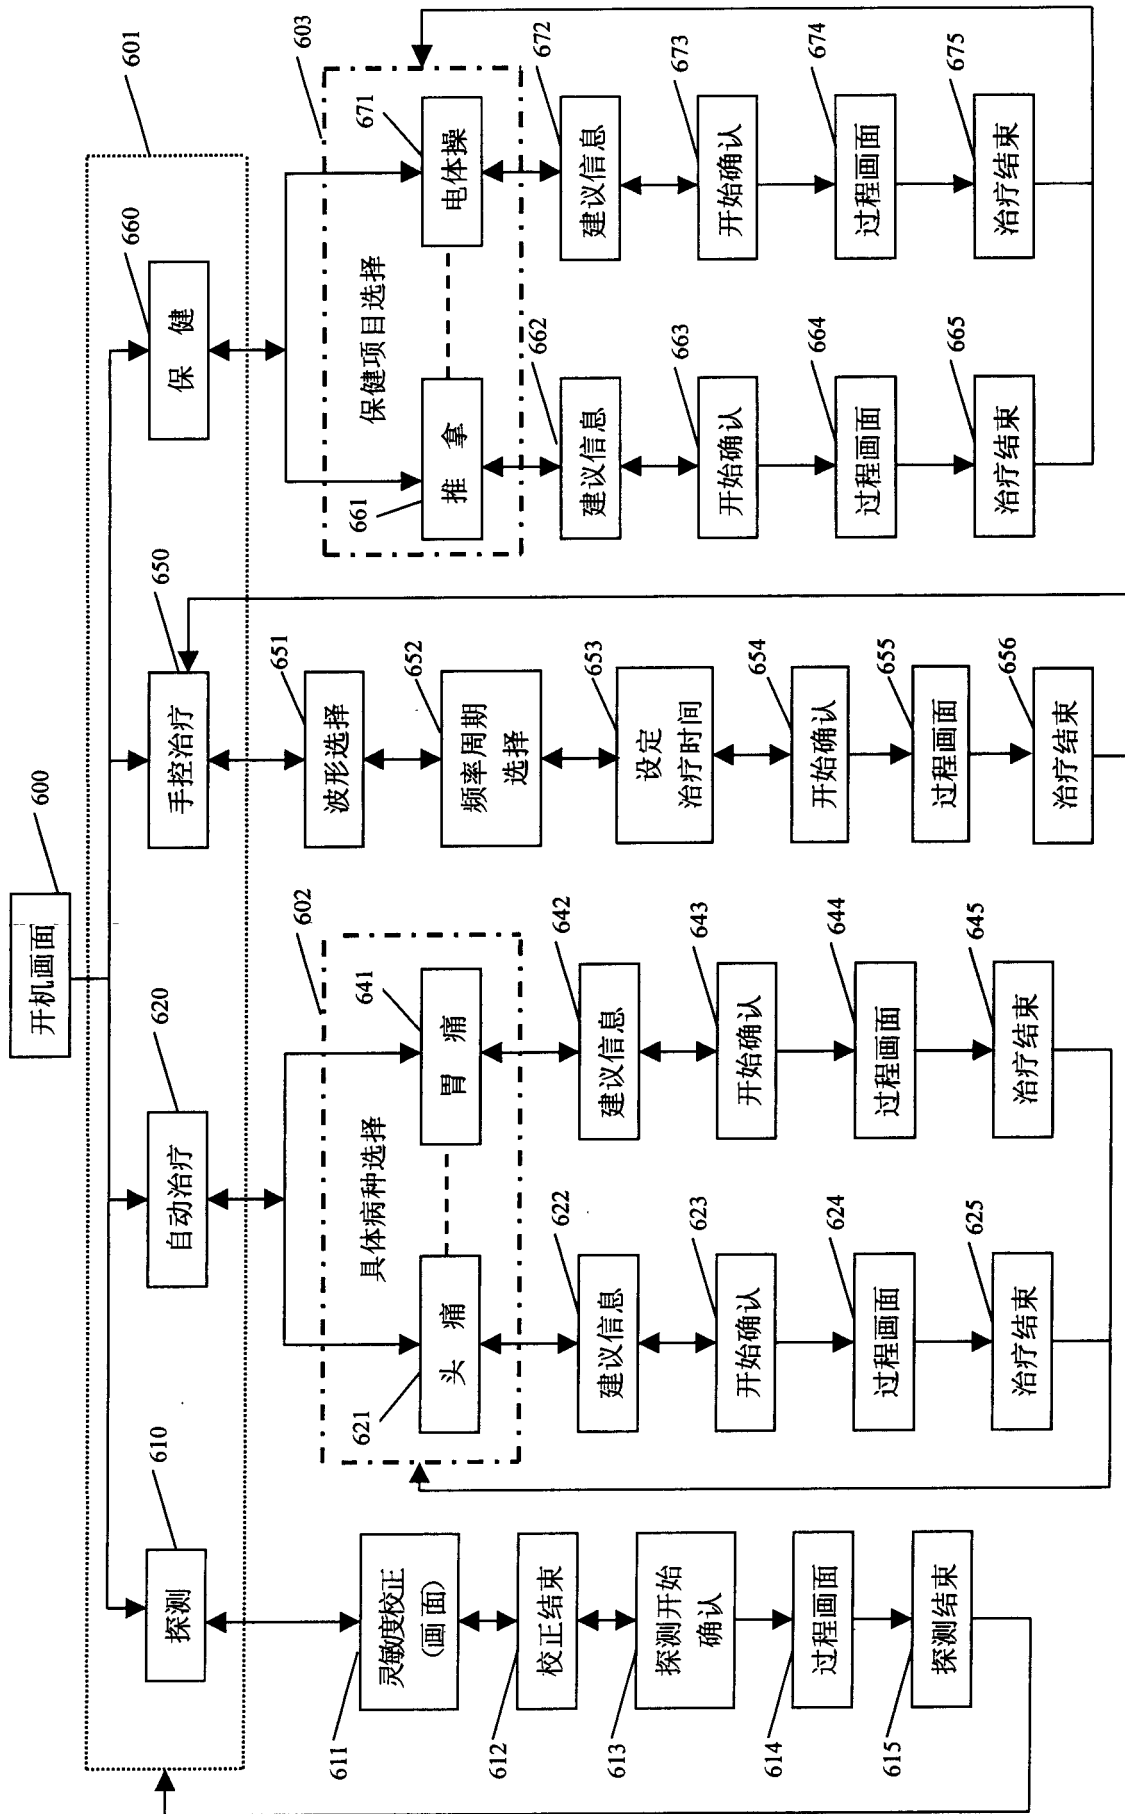 开机画面
600
601
探测
610
自动治疗
620
手控治疗
650
保 健
660
602
具体病种选择
头 痛
621
胃 痛
641
603
保健项目选择
推 拿
661
电体操
671
灵敏度校正
(画面)
611
校正结束
612
探测开始
确认
613
过程画面
614
探测结束
615
建议信息
622
开始确认
623
过程画面
624
治疗结束
625
建议信息
642
开始确认
643
过程画面
644
治疗结束
645
波形选择
651
频率周期
选择
652
设定
治疗时间
653
开始确认
654
过程画面
655
治疗结束
656
建议信息
662
开始确认
663
过程画面
664
治疗结束
665
建议信息
672
开始确认
673
过程画面
674
治疗结束
675